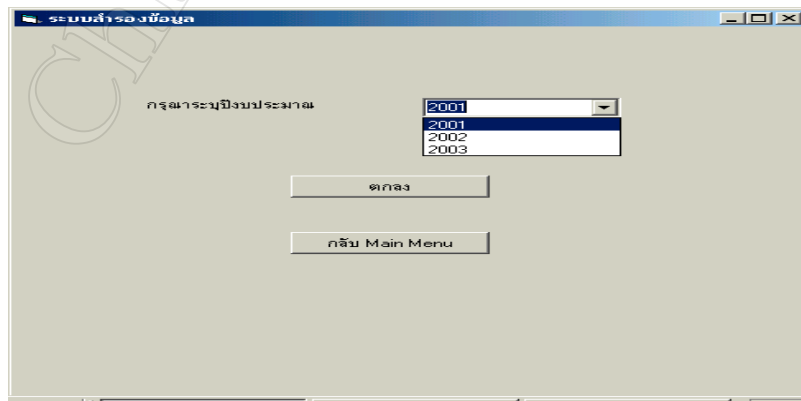 ระบบสำรองข้อมูล
กรุณาระบุปีงบประมาณ
2001
2001
2002
2003
ตกลง
กลับ Main Menu